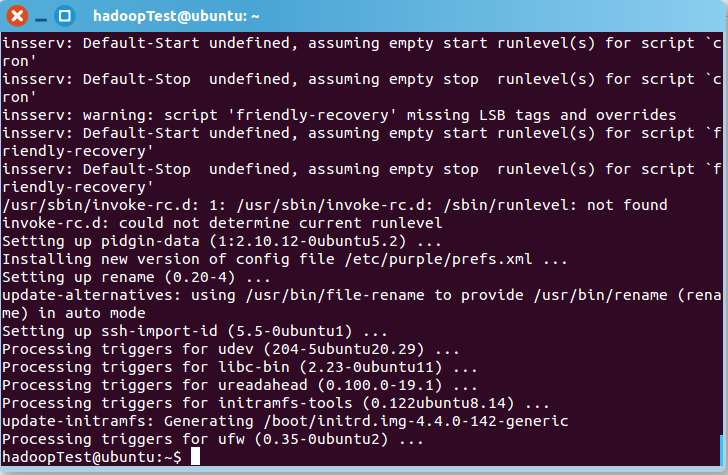 hadoopTest@ubuntu: ~
insserv: Default-Start undefined, assuming empty start runlevel(s) for script `c
ron'
insserv: Default-Stop  undefined, assuming empty stop  runlevel(s) for script `c
ron'
insserv: warning: script 'friendly-recovery' missing LSB tags and overrides
insserv: Default-Start undefined, assuming empty start runlevel(s) for script `f
riendly-recovery'
insserv: Default-Stop  undefined, assuming empty stop  runlevel(s) for script `f
riendly-recovery'
/usr/sbin/invoke-rc.d: 1: /usr/sbin/invoke-rc.d: /sbin/runlevel: not found
invoke-rc.d: could not determine current runlevel
Setting up pidgin-data (1:2.10.12-0ubuntu5.2) ...
Installing new version of config file /etc/purple/prefs.xml ...
Setting up rename (0.20-4) ...
update-alternatives: using /usr/bin/file-rename to provide /usr/bin/rename (rena
me) in auto mode
Setting up ssh-import-id (5.5-0ubuntu1) ...
Processing triggers for udev (204-5ubuntu20.29) ...
Processing triggers for libc-bin (2.23-0ubuntu11) ...
Processing triggers for ureadahead (0.100.0-19.1) ...
Processing triggers for initramfs-tools (0.122ubuntu8.14) ...
update-initramfs: Generating /boot/initrd.img-4.4.0-142-generic
Processing triggers for ufw (0.35-0ubuntu2) ...
hadoopTest@ubuntu:~$